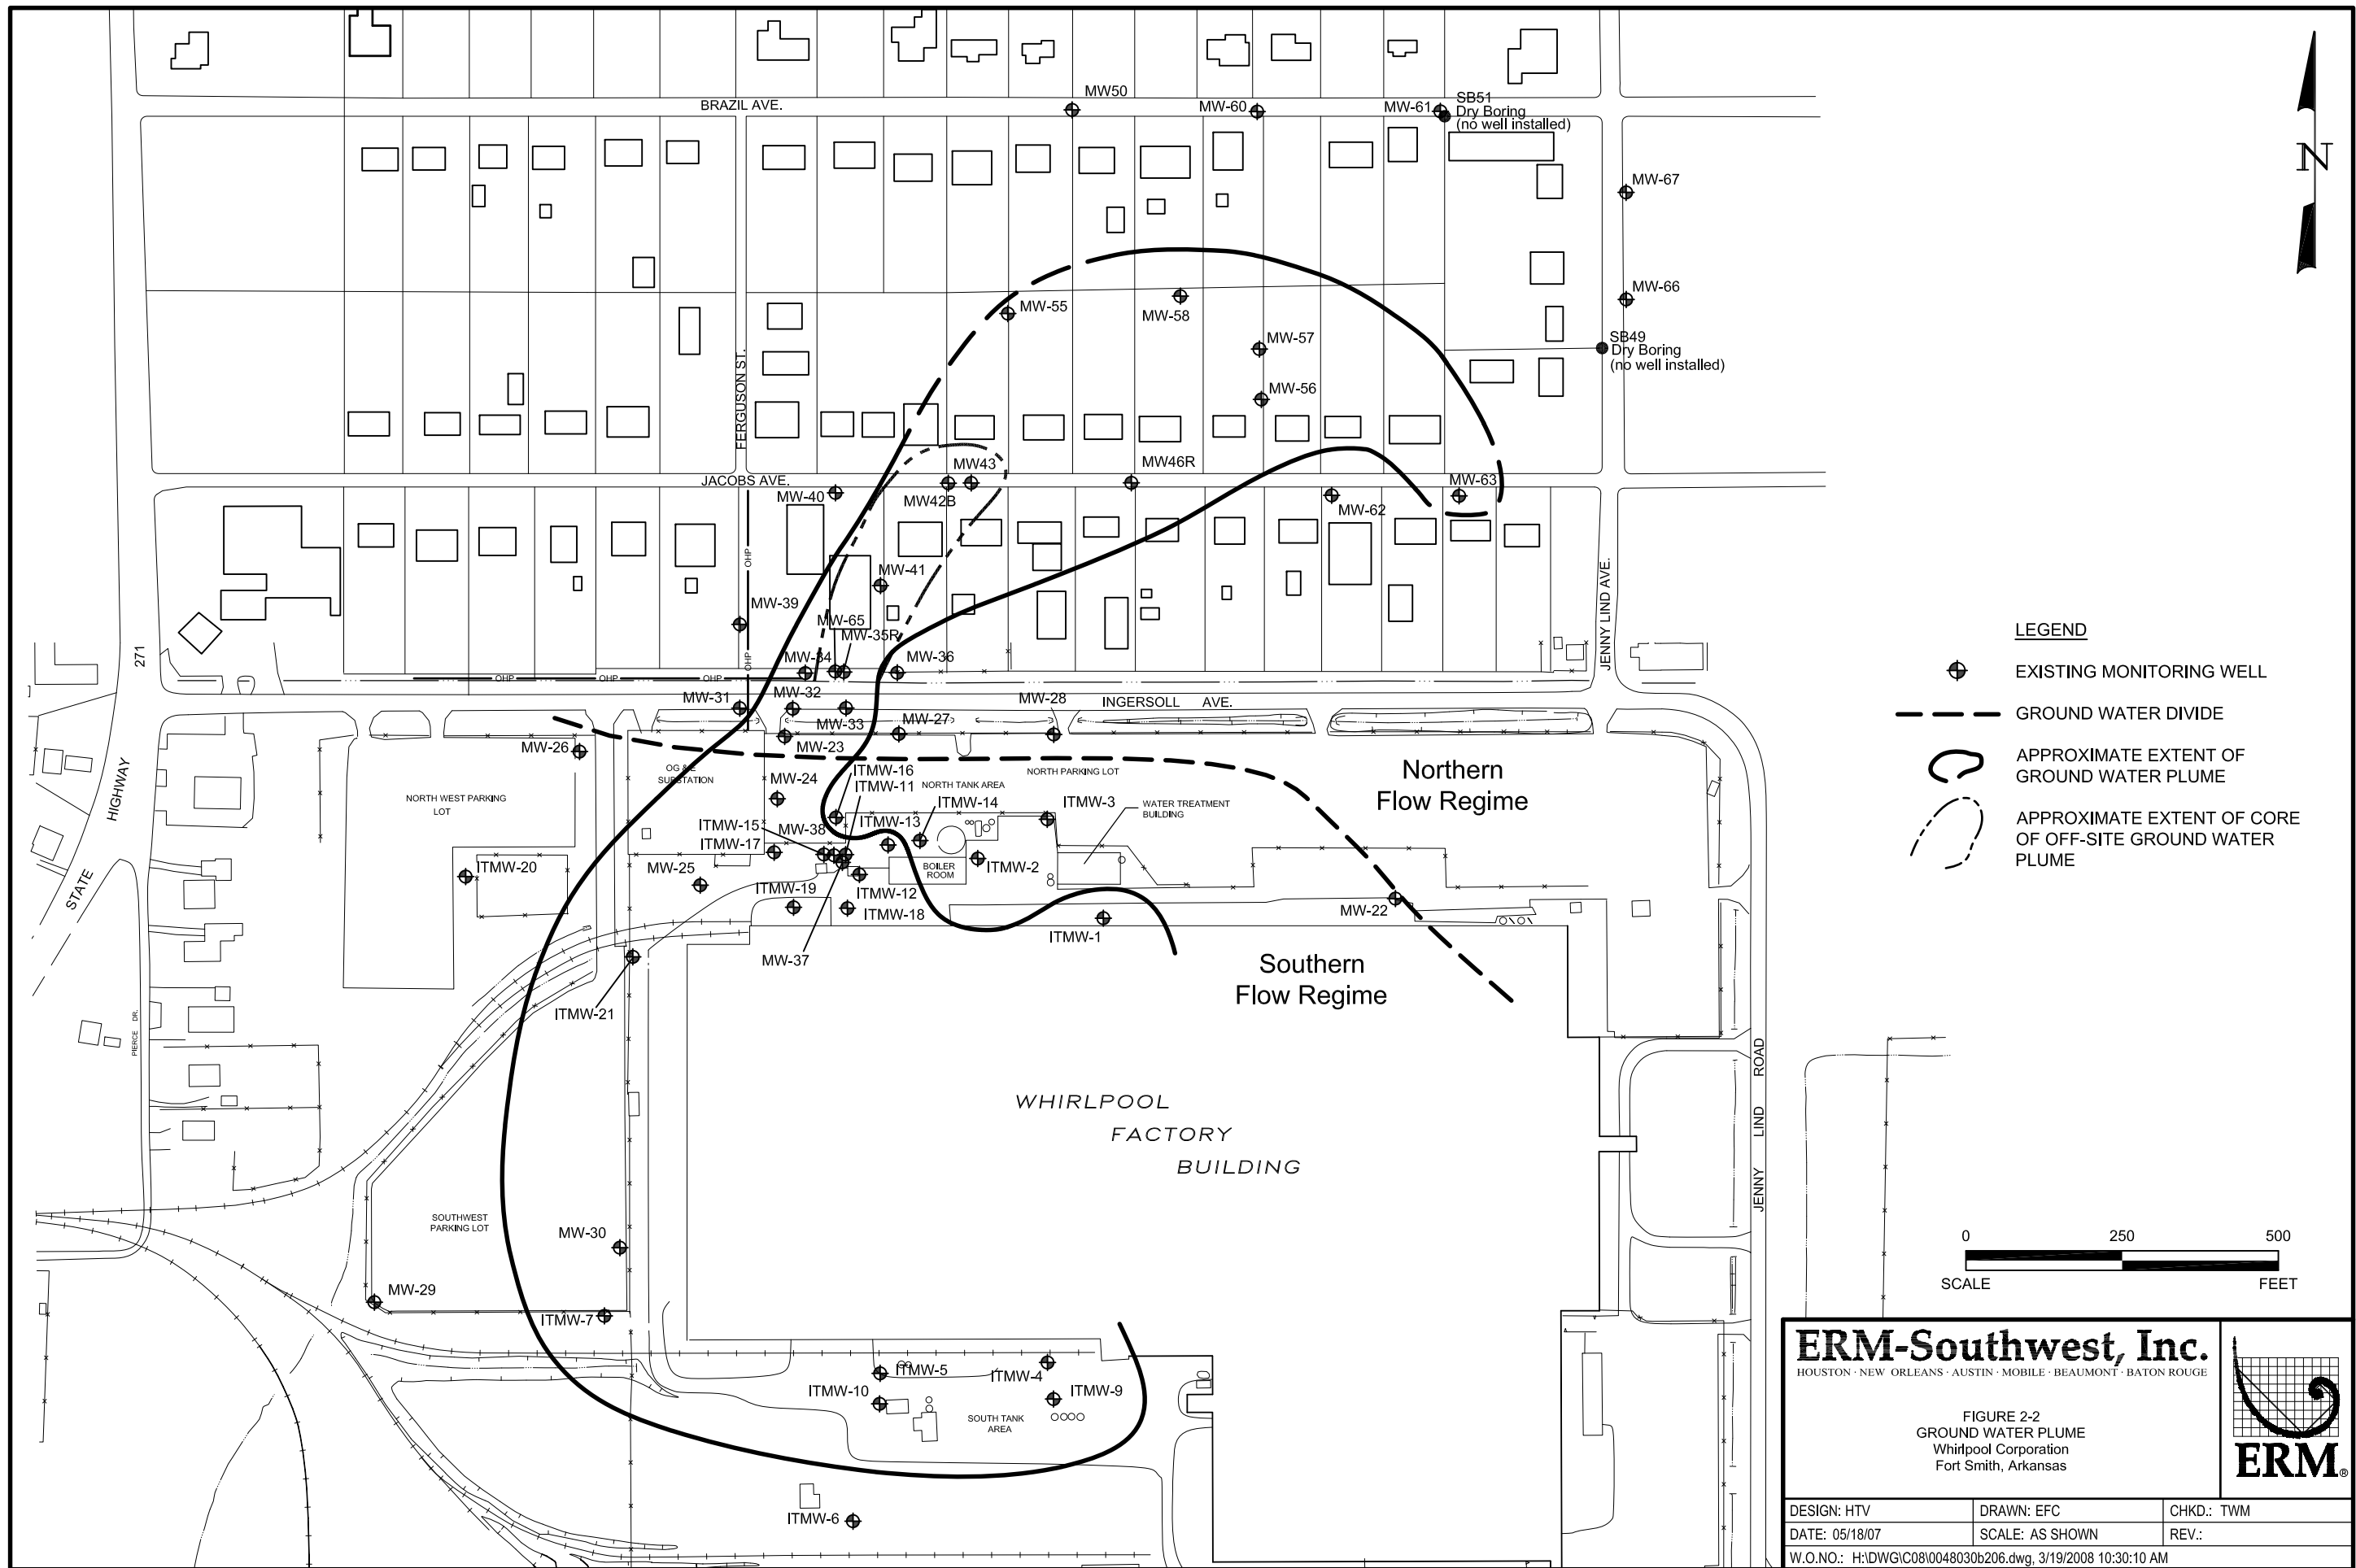 BRAZIL AVE.
MW50
MW-60
MW-61
SB51
Dry Boring
(no well installed)
N
MW-67
MW-66
MW-55
MW-58
MW-57
SB49
Dry Boring
(no well installed)
MW-56
FERGUSON ST.
JACOBS AVE.
MW-40
MW43
MW42B
MW46R
MW-62
MW-63
OHP
MW-41
MW-39
MW-65
MW-35R
MW-34
MW-36
OHP
JENNY LIND AVE.
271
OHP
OHP
OHP
MW-31
MW-32
MW-33
MW-27
MW-28
INGERSOLL AVE.
MW-26
MW-23
OG & E
SUBSTATION
MW-24
ITMW-16
ITMW-11
NORTH TANK AREA
NORTH PARKING LOT
Northern
Flow Regime
NORTH WEST PARKING
LOT
HIGHWAY
STATE
ITMW-15
MW-38
ITMW-13
ITMW-14
ITMW-3
WATER TREATMENT
BUILDING
ITMW-17
ITMW-20
MW-25
BOILER
ROOM
ITMW-2
ITMW-19
ITMW-12
ITMW-18
ITMW-1
MW-22
MW-37
Southern
Flow Regime
ITMW-21
PIERCE DR.
WHIRLPOOL
FACTORY
BUILDING
JENNY LIND ROAD
SOUTHWEST
PARKING LOT
MW-30
MW-29
ITMW-7
ITMW-5
ITMW-4
ITMW-10
ITMW-9
SOUTH TANK
AREA
ITMW-6
LEGEND
EXISTING MONITORING WELL
GROUND WATER DIVIDE
APPROXIMATE EXTENT OF
GROUND WATER PLUME
APPROXIMATE EXTENT OF CORE
OF OFF-SITE GROUND WATER
PLUME
0 250 500
SCALE FEET
ERM-Southwest, Inc.
HOUSTON · NEW ORLEANS · AUSTIN · MOBILE · BEAUMONT · BATON ROUGE
FIGURE 2-2
GROUND WATER PLUME
Whirlpool Corporation
Fort Smith, Arkansas
ERM®
DESIGN: HTV
DRAWN: EFC
CHKD.: TWM
DATE: 05/18/07
SCALE: AS SHOWN
REV.:
W.O.NO.: H:\DWG\C08\0048030b206.dwg, 3/19/2008 10:30:10 AM